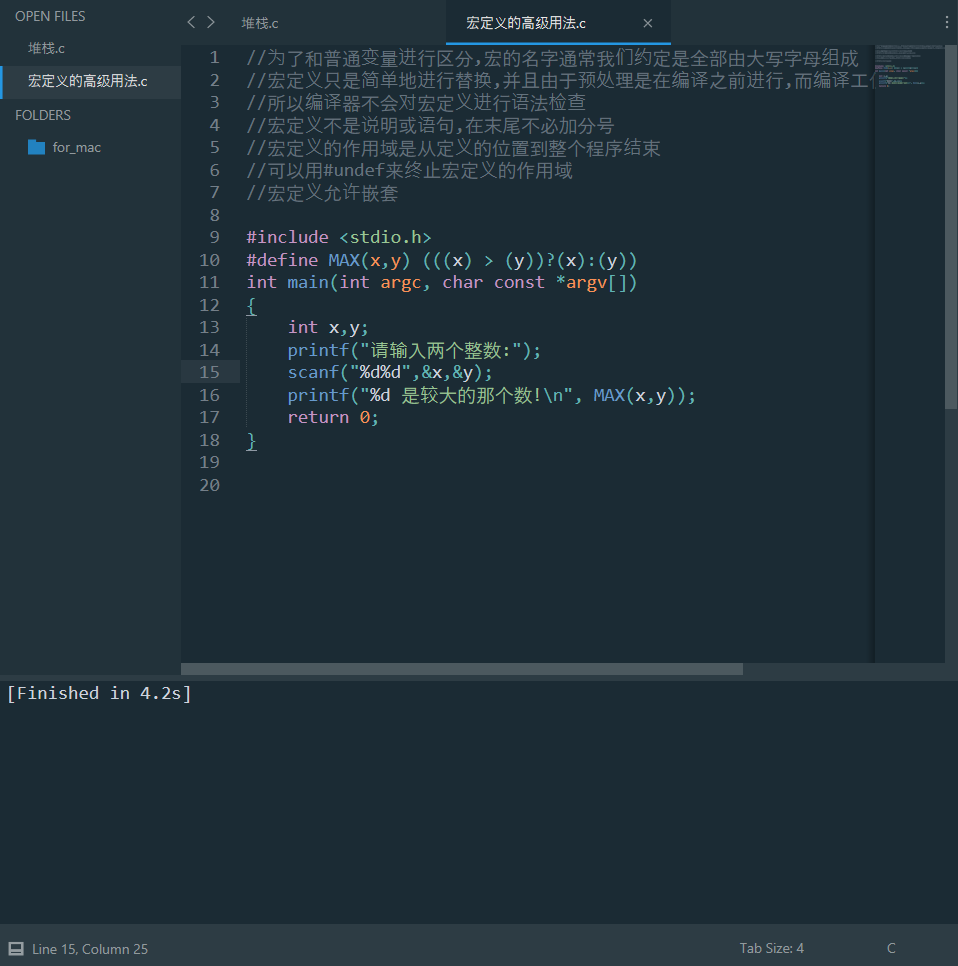 OPEN FILES
堆栈.c
宏定义的高级用法.c
FOLDERS
for_mac
堆栈.c
宏定义的高级用法.c
1 //为了和普通变量进行区分,宏的名字通常我们约定是全部由大写字母组成
2 //宏定义只是简单地进行替换,并且由于预处理是在编译之前进行,而编译工
3 //所以编译器不会对宏定义进行语法检查
4 //宏定义不是说明或语句,在末尾不必加分号
5 //宏定义的作用域是从定义的位置到整个程序结束
6 //可以用#undef来终止宏定义的作用域
7 //宏定义允许嵌套
8
9 #include <stdio.h>
10 #define MAX(x,y) (((x) > (y))?(x):(y))
11 int main(int argc, char const *argv[])
12 {
13     int x,y;
14     printf("请输入两个整数:");
15     scanf("%d%d",&x,&y);
16     printf("%d 是较大的那个数!\n", MAX(x,y));
17     return 0;
18 }
19
20
[Finished in 4.2s]
Line 15, Column 25
Tab Size: 4
C